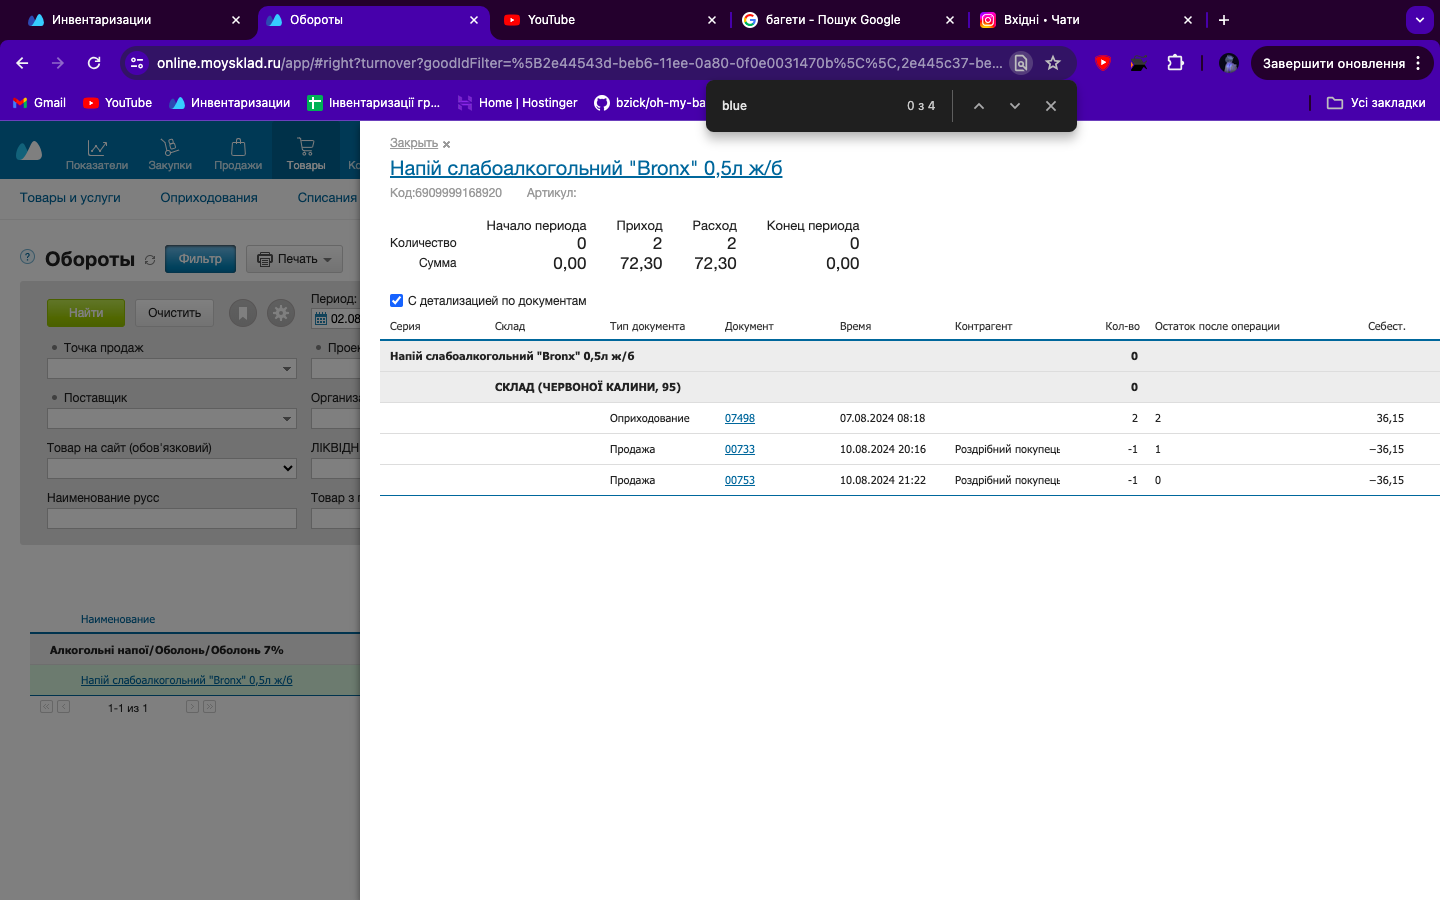 Инвентаризации
Обороты
YouTube
багети - Пошук Google
Вхідні • Чати
online.moysklad.ru/app/#right?turnover?goodIdFilter=%5B2e44543d-beb6-11ee-0a80-0f0e0031470b%5C%5C,2e445c37-be...
Завершити оновлення
Gmail
YouTube
Инвентаризации
Інвентаризації гр...
Home | Hostinger
bzick/oh-my-ba
Усі закладки
blue
0 з 4
Показатели
Закупки
Продажи
Товары
Ко
Товары и услуги
Оприходования
Списания
Обороты
Фильтр
Печать
Найти
Очистить
Период:
02.08
Точка продаж
Проек
Поставщик
Организа
Товар на сайт (обов'язковий)
ЛІКВІДН
Наименование русс
Товар з п
Наименование
Алкогольні напої/Оболонь/Оболонь 7%
Напій слабоалкогольний "Bronx" 0,5л ж/б
1-1 из 1
Закрыть
Напій слабоалкогольний "Bronx" 0,5л ж/б
Код:6909999168920 Артикул:
Начало периода Приход Расход Конец периода
Количество 0 2 2 0
Сумма 0,00 72,30 72,30 0,00
С детализацией по документам
Серия Склад Тип документа Документ Время Контрагент Кол-во Остаток после операции Себест.
Напій слабоалкогольний "Bronx" 0,5л ж/б 0
СКЛАД (ЧЕРВОНОЇ КАЛИНИ, 95) 0
Оприходование 07498 07.08.2024 08:18 2 2 36,15
Продажа 00733 10.08.2024 20:16 Роздрібний покупець -1 1 −36,15
Продажа 00753 10.08.2024 21:22 Роздрібний покупець -1 0 −36,15